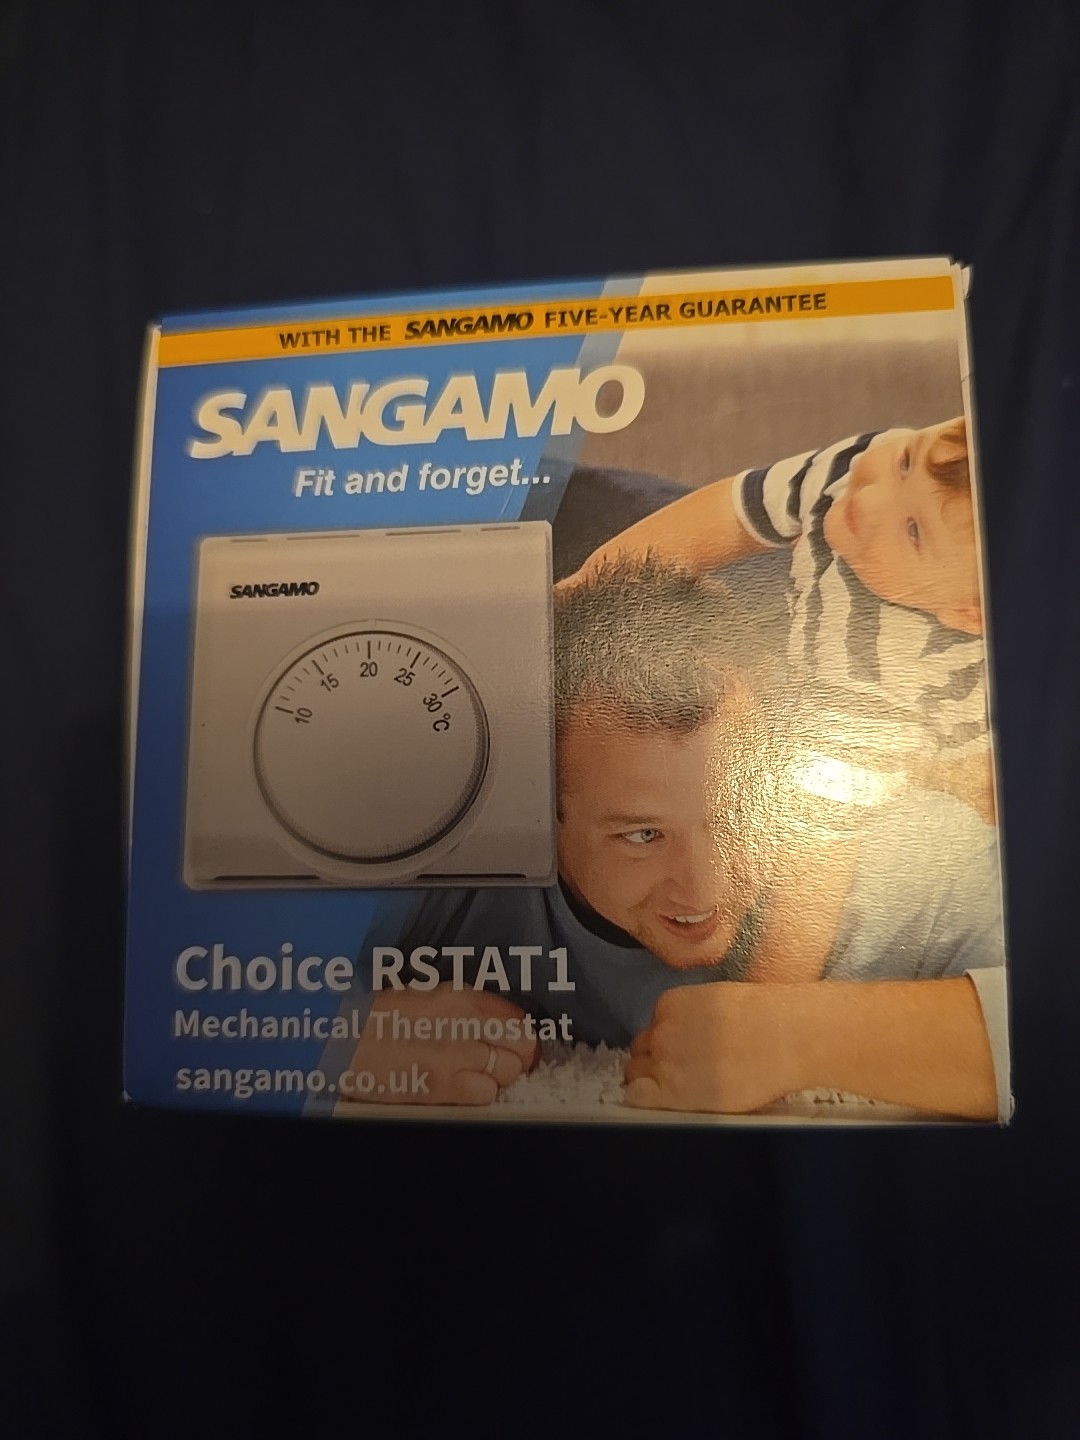 WITH THE SANGAMO FIVE-YEAR GUARANTEE
SANGAMO
Fit and forget...
SANGAMO
10 15 20 25 30 °C
Choice RSTAT1
Mechanical Thermostat
sangamo.co.uk